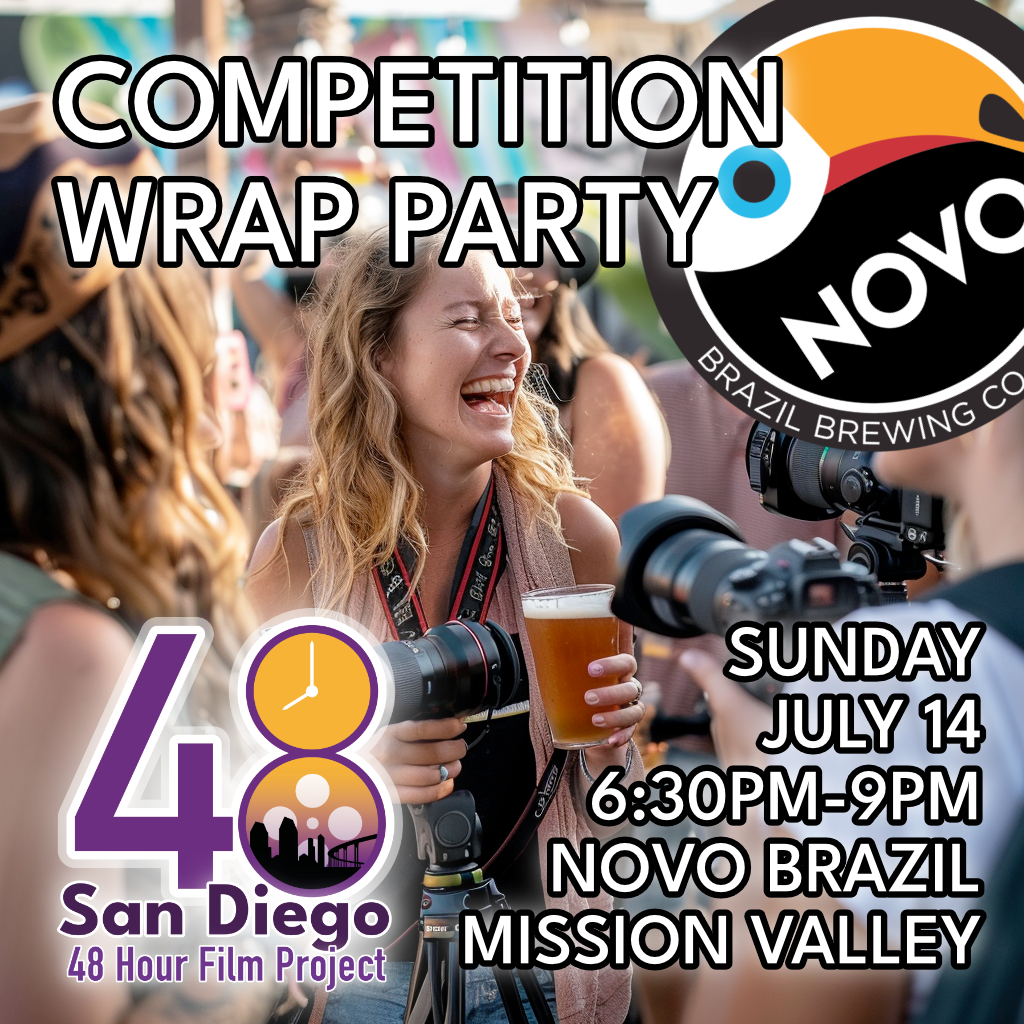 COMPETITION
WRAP PARTY
NOVO
BRAZIL BREWING CO
SUNDAY
JULY 14
6:30PM-9PM
NOVO BRAZIL
MISSION VALLEY
48
San Diego
48 Hour Film Project